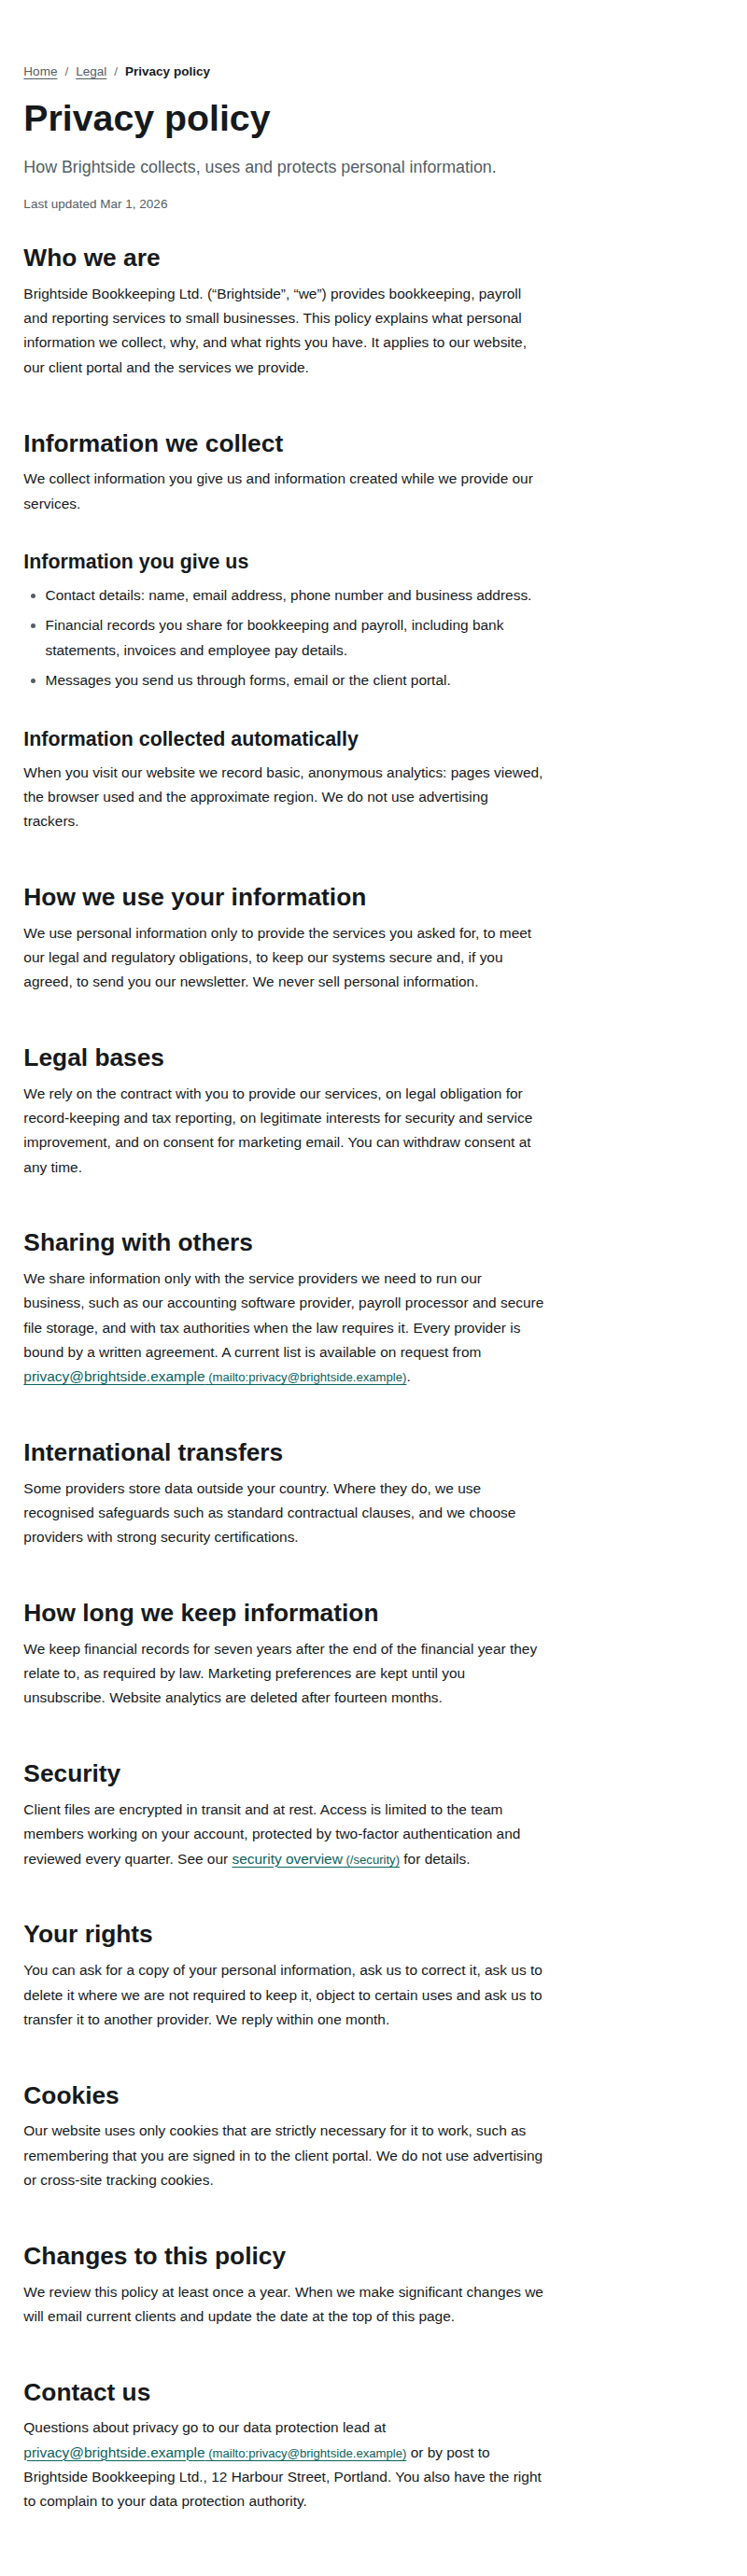 Home / Legal / Privacy policy
Privacy policy
How Brightside collects, uses and protects personal information.
Last updated Mar 1, 2026
Who we are
Brightside Bookkeeping Ltd. (“Brightside”, “we”) provides bookkeeping, payroll
and reporting services to small businesses. This policy explains what personal
information we collect, why, and what rights you have. It applies to our website,
our client portal and the services we provide.
Information we collect
We collect information you give us and information created while we provide our
services.
Information you give us
• Contact details: name, email address, phone number and business address.
• Financial records you share for bookkeeping and payroll, including bank
statements, invoices and employee pay details.
• Messages you send us through forms, email or the client portal.
Information collected automatically
When you visit our website we record basic, anonymous analytics: pages viewed,
the browser used and the approximate region. We do not use advertising
trackers.
How we use your information
We use personal information only to provide the services you asked for, to meet
our legal and regulatory obligations, to keep our systems secure and, if you
agreed, to send you our newsletter. We never sell personal information.
Legal bases
We rely on the contract with you to provide our services, on legal obligation for
record-keeping and tax reporting, on legitimate interests for security and service
improvement, and on consent for marketing email. You can withdraw consent at
any time.
Sharing with others
We share information only with the service providers we need to run our
business, such as our accounting software provider, payroll processor and secure
file storage, and with tax authorities when the law requires it. Every provider is
bound by a written agreement. A current list is available on request from
privacy@brightside.example (mailto:privacy@brightside.example).
International transfers
Some providers store data outside your country. Where they do, we use
recognised safeguards such as standard contractual clauses, and we choose
providers with strong security certifications.
How long we keep information
We keep financial records for seven years after the end of the financial year they
relate to, as required by law. Marketing preferences are kept until you
unsubscribe. Website analytics are deleted after fourteen months.
Security
Client files are encrypted in transit and at rest. Access is limited to the team
members working on your account, protected by two-factor authentication and
reviewed every quarter. See our security overview (/security) for details.
Your rights
You can ask for a copy of your personal information, ask us to correct it, ask us to
delete it where we are not required to keep it, object to certain uses and ask us to
transfer it to another provider. We reply within one month.
Cookies
Our website uses only cookies that are strictly necessary for it to work, such as
remembering that you are signed in to the client portal. We do not use advertising
or cross-site tracking cookies.
Changes to this policy
We review this policy at least once a year. When we make significant changes we
will email current clients and update the date at the top of this page.
Contact us
Questions about privacy go to our data protection lead at
privacy@brightside.example (mailto:privacy@brightside.example) or by post to
Brightside Bookkeeping Ltd., 12 Harbour Street, Portland. You also have the right
to complain to your data protection authority.